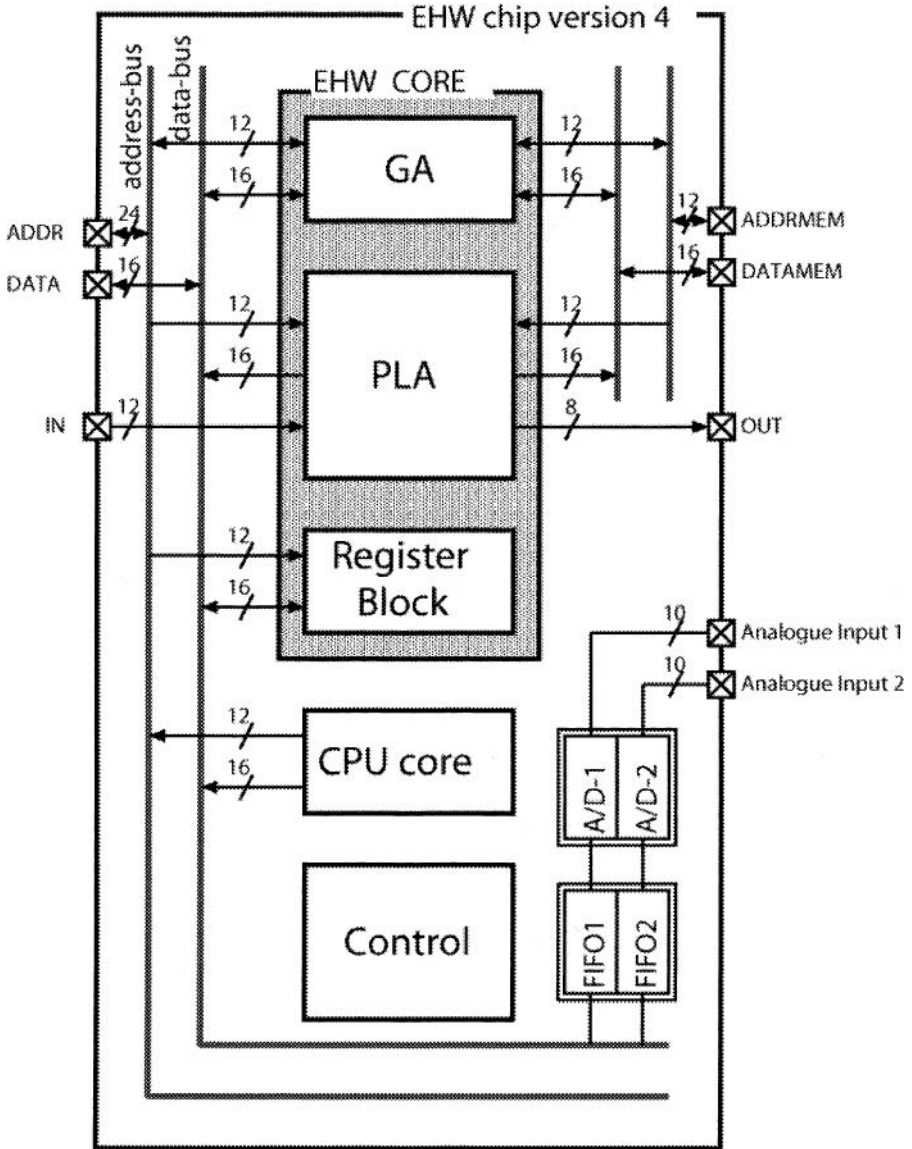 EHW chip version 4
address-bus
data-bus
EHW CORE
12
GA
12
16
16
ADDR
24
12
ADDRMEM
DATA
16
16
DATAMEM
12
12
16
PLA
16
IN
12
8
OUT
12
Register
Block
16
10
Analogue Input 1
10
Analogue Input 2
12
CPU core
16
A/D-1
A/D-2
Control
FIFO1
FIFO2